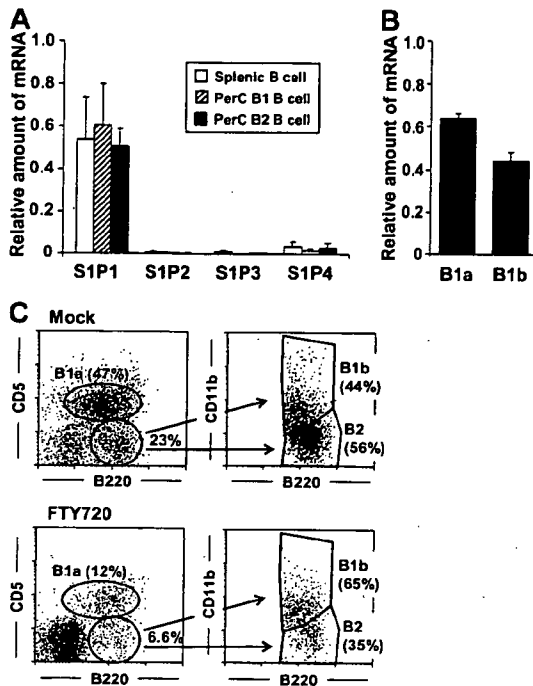 A
Relative amount of mRNA
1.0
0.8
0.6
0.4
0.2
0
Splenic B cell
PerC B1 B cell
PerC B2 B cell
S1P1 S1P2 S1P3 S1P4
B
Relative amount of mRNA
1.0
0.8
0.6
0.4
0.2
0
B1a B1b
C
Mock
CD5
B1a (47%)
23%
B220
CD11b
B1b
(44%)
B2
(56%)
B220
FTY720
CD5
B1a (12%)
6.6%
B220
CD11b
B1b
(65%)
B2
(35%)
B220